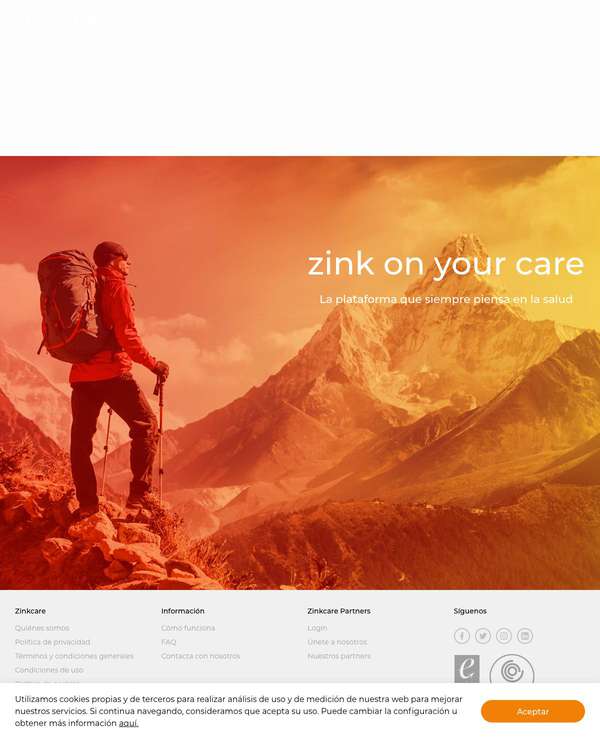 zink on your care
La plataforma que siempre piensa en la salud
Zinkcare
Quiénes somos
Política de privacidad
Términos y condiciones generales
Condiciones de uso
Información
Cómo funciona
FAQ
Contacta con nosotros
Zinkcare Partners
Login
Únete a nosotros
Nuestros partners
Síguenos
Utilizamos cookies propias y de terceros para realizar análisis de uso y de medición de nuestra web para mejorar
nuestros servicios. Si continua navegando, consideramos que acepta su uso. Puede cambiar la configuración u
obtener más información aquí.
Aceptar